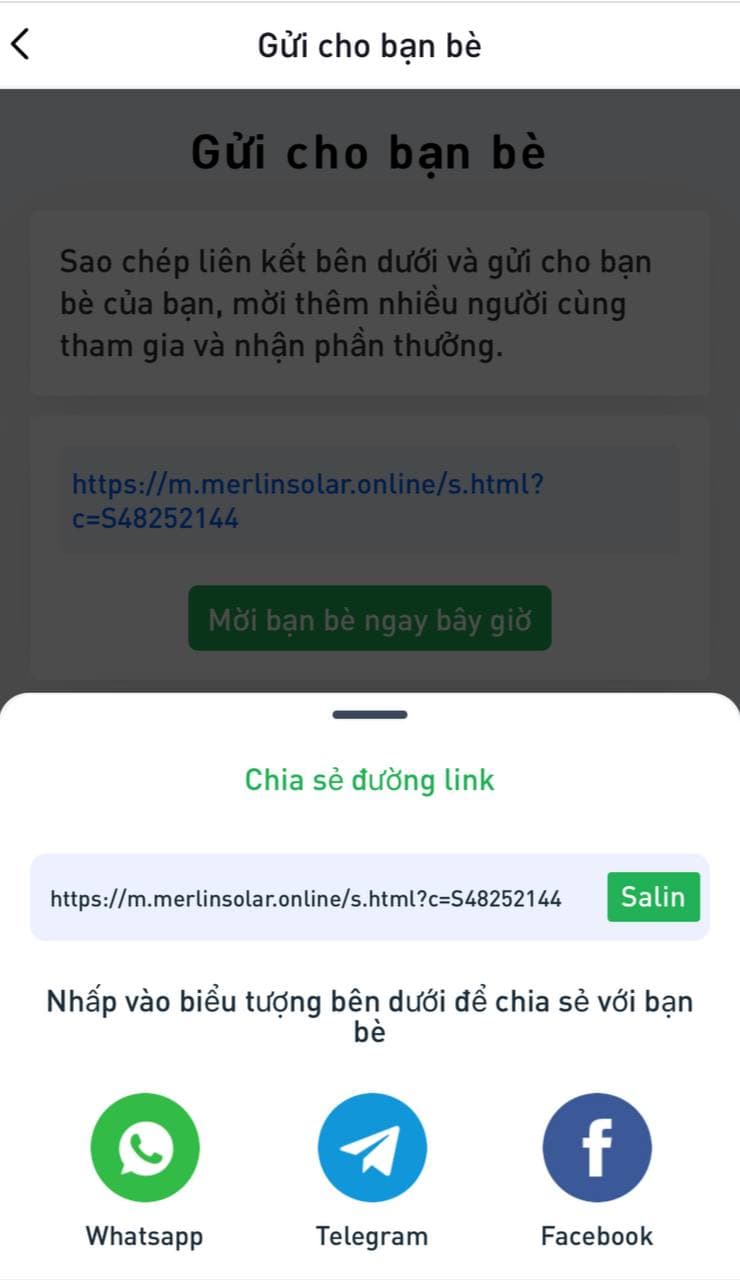 Gửi cho bạn bè
Gửi cho bạn bè
Sao chép liên kết bên dưới và gửi cho bạn
bè của bạn, mời thêm nhiều người cùng
tham gia và nhận phần thưởng.
https://m.merlinsolar.online/s.html?
c=S48252144
Mời bạn bè ngay bây giờ
Chia sẻ đường link
https://m.merlinsolar.online/s.html?c=S48252144
Salin
Nhấp vào biểu tượng bên dưới để chia sẻ với bạn
bè
Whatsapp
Telegram
Facebook